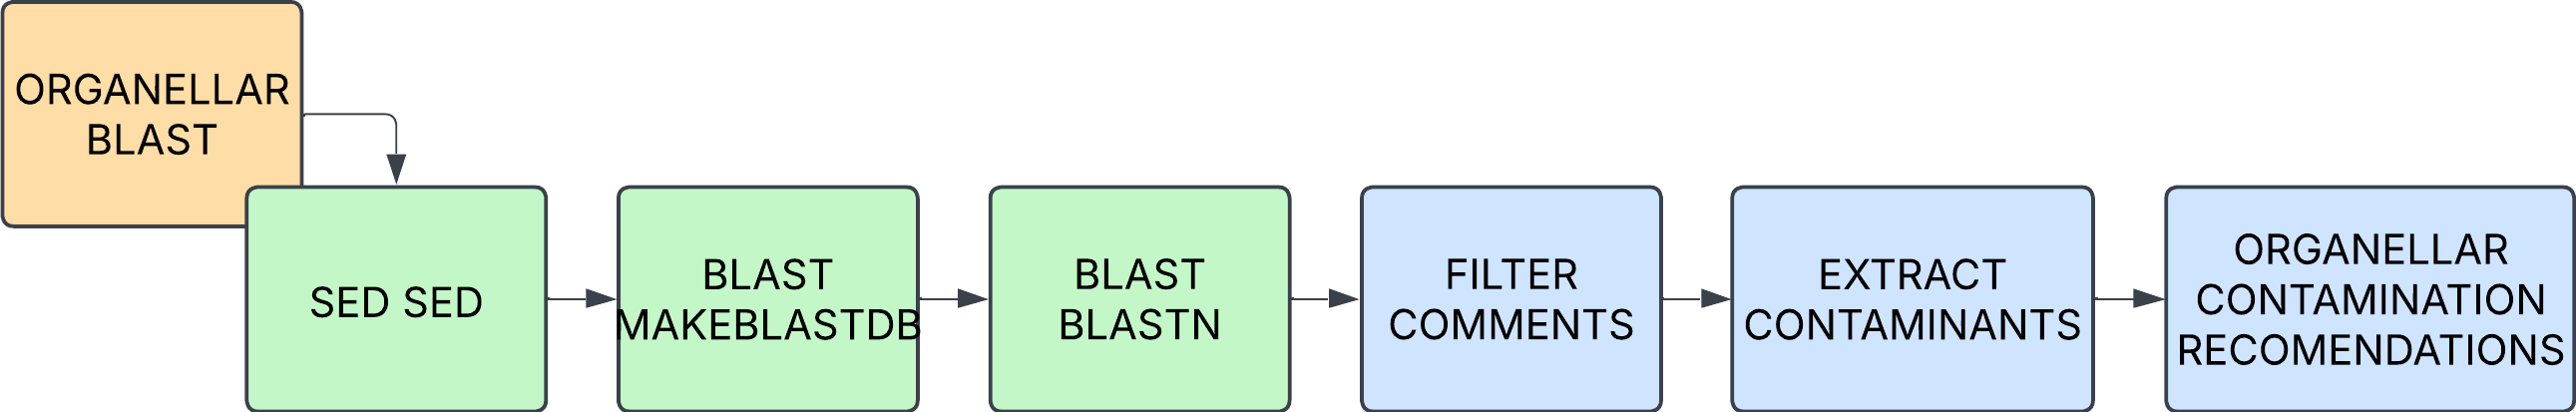 ORGANELLAR
BLAST
SED SED
BLAST
MAKEBLASTDB
BLAST
BLASTN
FILTER
COMMENTS
EXTRACT
CONTAMINANTS
ORGANELLAR
CONTAMINATION
RECOMENDATIONS